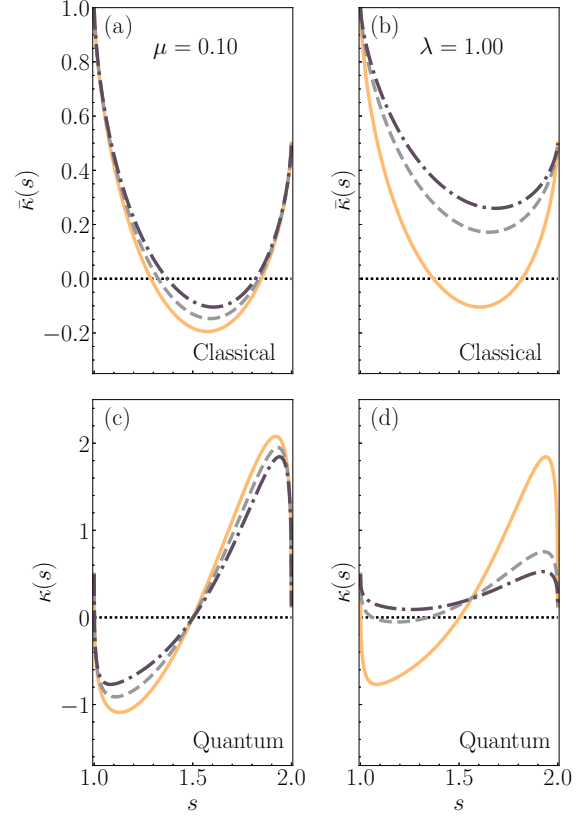 (a)
μ = 0.10
1.0
0.8
0.6
0.4
0.2
0.0
−0.2
κ̄(s)
Classical
(b)
λ = 1.00
κ̄(s)
Classical
(c)
2
1
0
−1
κ(s)
Quantum
1.0 1.5 2.0
s
(d)
κ(s)
Quantum
1.0 1.5 2.0
s